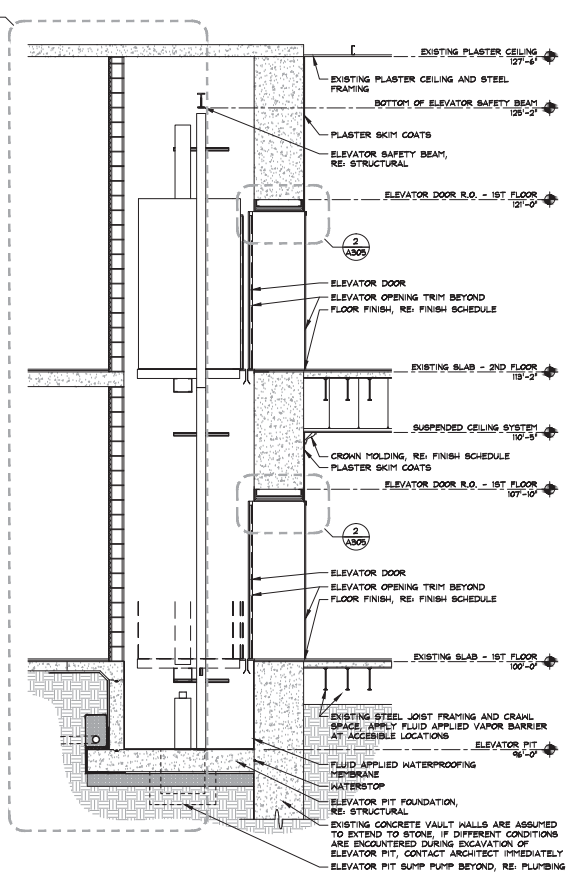 EXISTING PLASTER CEILING
127'-6"
EXISTING PLASTER CEILING AND STEEL
FRAMING
BOTTOM OF ELEVATOR SAFETY BEAM
125'-2"
PLASTER SKIM COATS
ELEVATOR SAFETY BEAM,
RE: STRUCTURAL
ELEVATOR DOOR R.O. - 1ST FLOOR
121'-0"
2
A305
ELEVATOR DOOR
ELEVATOR OPENING TRIM BEYOND
FLOOR FINISH, RE: FINISH SCHEDULE
EXISTING SLAB - 2ND FLOOR
113'-2"
SUSPENDED CEILING SYSTEM
110'-5"
CROWN MOLDING, RE: FINISH SCHEDULE
PLASTER SKIM COATS
ELEVATOR DOOR R.O. - 1ST FLOOR
107'-10"
2
A305
ELEVATOR DOOR
ELEVATOR OPENING TRIM BEYOND
FLOOR FINISH, RE: FINISH SCHEDULE
EXISTING SLAB - 1ST FLOOR
100'-0"
EXISTING STEEL JOIST FRAMING AND CRAWL
SPACE, APPLY FLUID APPLIED VAPOR BARRIER
AT ACCESIBLE LOCATIONS
ELEVATOR PIT
96'-0"
FLUID APPLIED WATERPROOFING
MEMBRANE
WATERSTOP
ELEVATOR PIT FOUNDATION,
RE: STRUCTURAL
EXISTING CONCRETE VAULT WALLS ARE ASSUMED
TO EXTEND TO STONE, IF DIFFERENT CONDITIONS
ARE ENCOUNTERED DURING EXCAVATION OF
ELEVATOR PIT, CONTACT ARCHITECT IMMEDIATELY
ELEVATOR PIT SUMP PUMP BEYOND, RE: PLUMBING